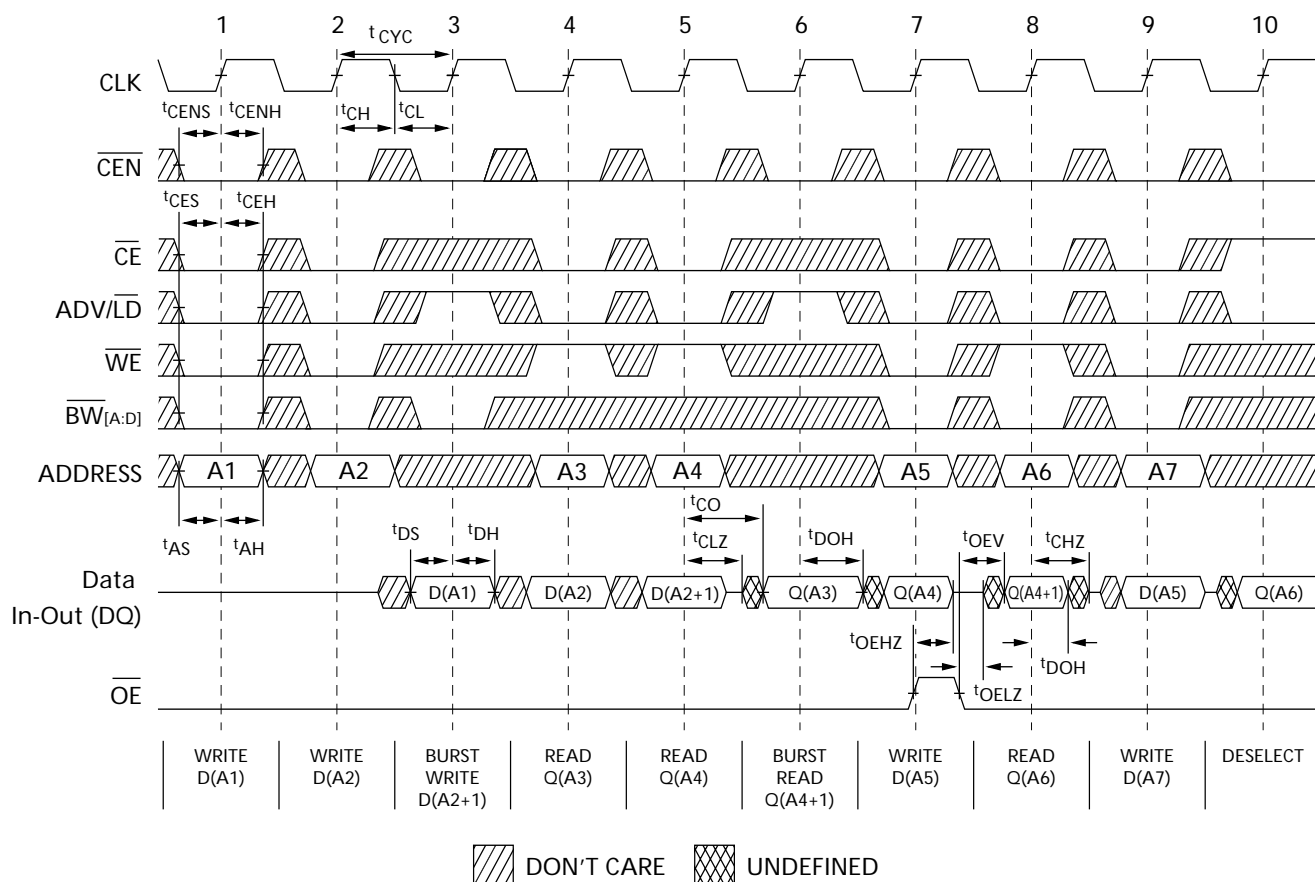 1 2 3 4 5 6 7 8 9 10
tCYC
CLK
tCENS tCENH tCH tCL
CEN
tCES tCEH
CE
ADV/LD
WE
BW[A:D]
ADDRESS A1 A2 A3 A4 A5 A6 A7
tCO
tAS tAH tDS tDH tCLZ tDOH tOEV tCHZ
Data
In-Out (DQ)
D(A1) D(A2) D(A2+1) Q(A3) Q(A4) Q(A4+1) D(A5) Q(A6)
tOEHZ tDOH
tOELZ
OE
WRITE D(A1)
WRITE D(A2)
BURST WRITE D(A2+1)
READ Q(A3)
READ Q(A4)
BURST READ Q(A4+1)
WRITE D(A5)
READ Q(A6)
WRITE D(A7)
DESELECT
DON'T CARE UNDEFINED